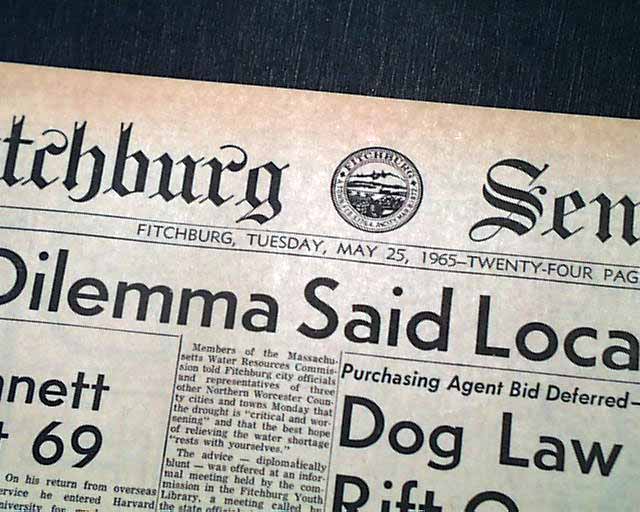 tchburg Sen
FITCHBURG
FITCHBURG, TUESDAY, MAY 25, 1965—TWENTY-FOUR PAG
Dilemma Said Loca
nnett
69
On his return from overseas
ervice he entered Harvard
Members of the Massachu-
setts Water Resources Commis-
sion told Fitchburg city officials
and representatives of three
other Northern Worcester Coun-
ty cities and towns Monday that
the drought is "critical and wor-
sening" and that the best hope
of relieving the water shortage
"rests with yourselves."
The advice — diplomatically
blunt — was offered at an infor-
mal meeting held by the com-
mission in the Fitchburg Youth
Library, a meeting called by
Purchasing Agent Bid Deferred—
Dog Law
Rift